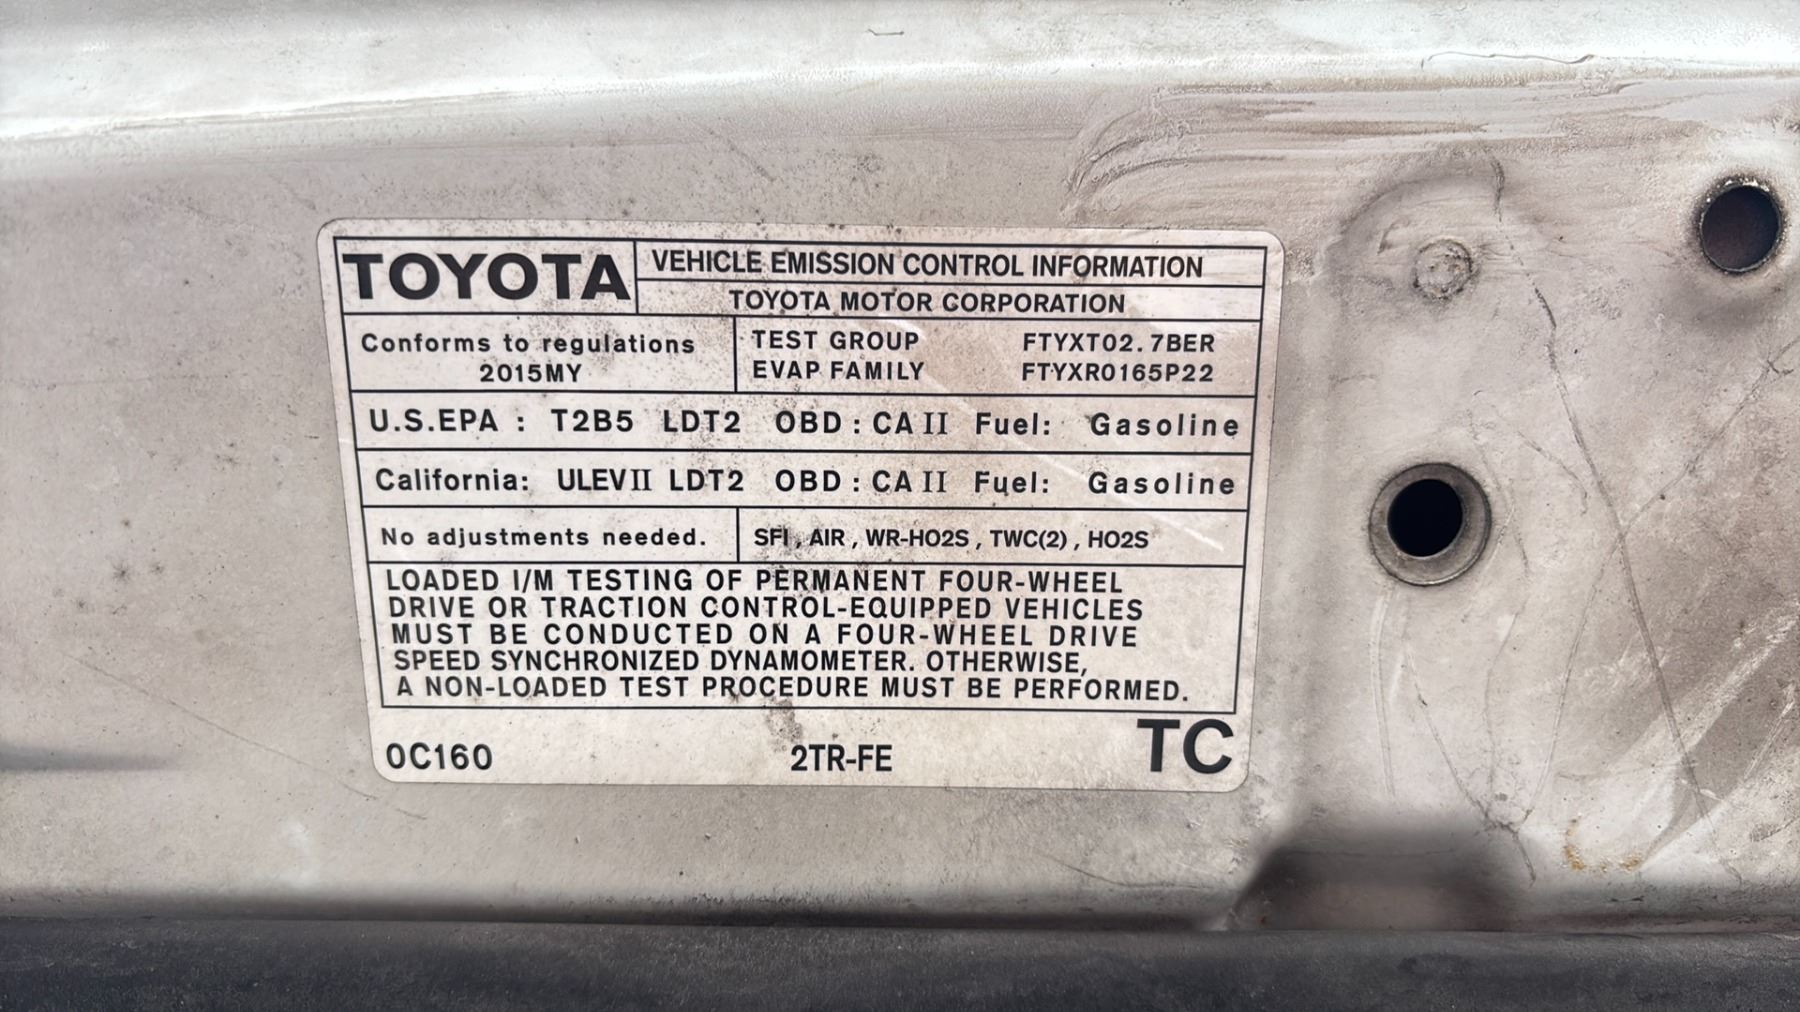 TOYOTA
VEHICLE EMISSION CONTROL INFORMATION
TOYOTA MOTOR CORPORATION
Conforms to regulations
2015MY
TEST GROUP FTYXT02.7BER
EVAP FAMILY FTYXR0165P22
U.S.EPA : T2B5 LDT2 OBD : CA II Fuel: Gasoline
California: ULEV II LDT2 OBD : CA II Fuel: Gasoline
No adjustments needed.
SFI , AIR , WR-HO2S , TWC(2) , HO2S
LOADED I/M TESTING OF PERMANENT FOUR-WHEEL
DRIVE OR TRACTION CONTROL-EQUIPPED VEHICLES
MUST BE CONDUCTED ON A FOUR-WHEEL DRIVE
SPEED SYNCHRONIZED DYNAMOMETER. OTHERWISE,
A NON-LOADED TEST PROCEDURE MUST BE PERFORMED.
0C160 2TR-FE TC